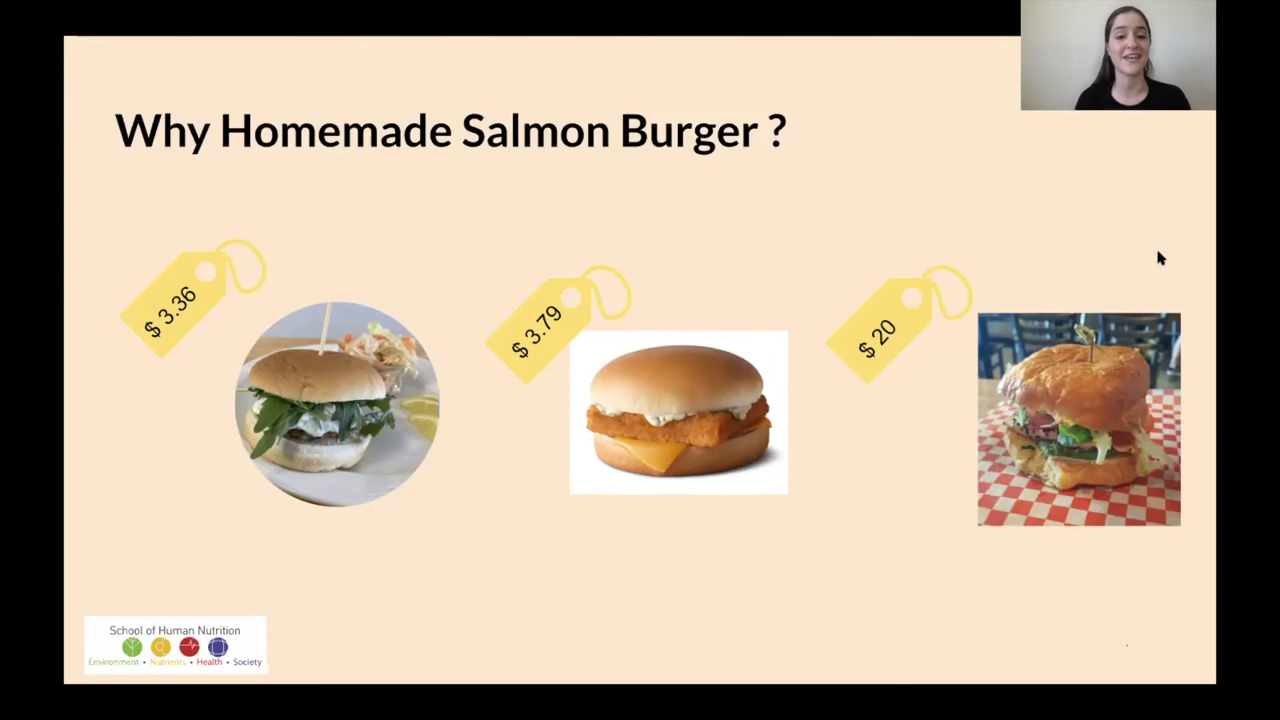 Why Homemade Salmon Burger ?
$ 3.36
$ 3.79
$ 20
School of Human Nutrition
Environment • Nutrients • Health • Society